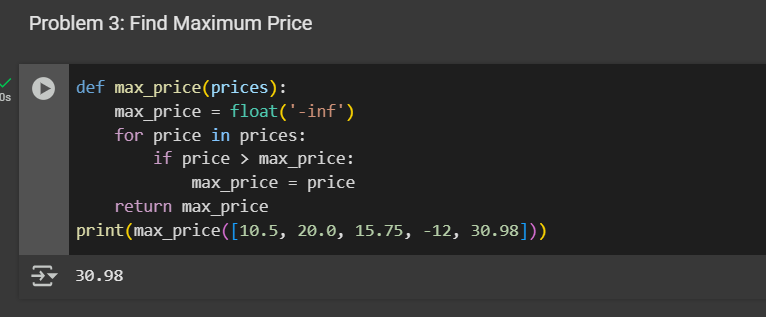 Problem 3: Find Maximum Price
0s
def max_price(prices):
    max_price = float('-inf')
    for price in prices:
        if price > max_price:
            max_price = price
    return max_price
print(max_price([10.5, 20.0, 15.75, -12, 30.98]))
30.98